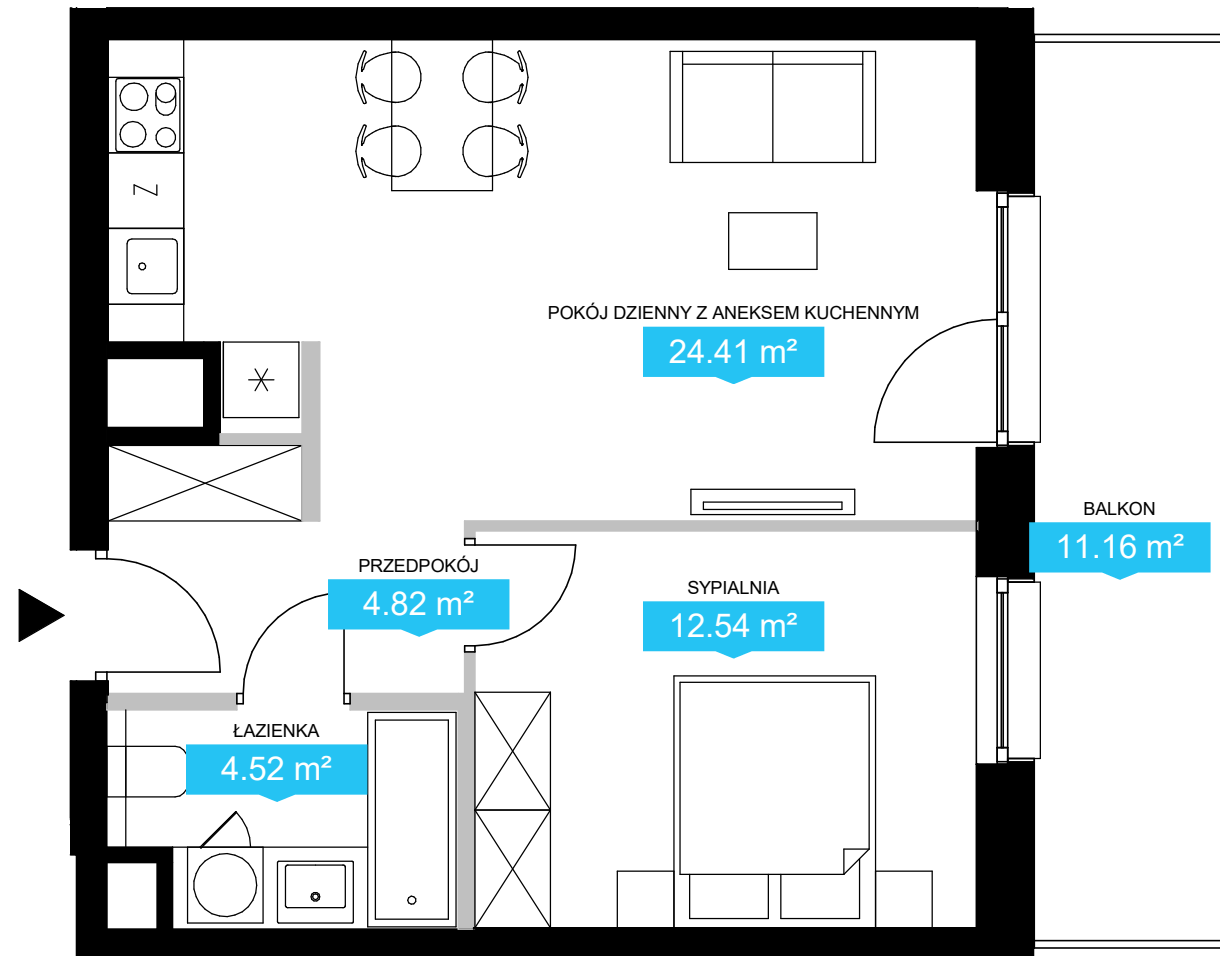 POKÓJ DZIENNY Z ANEKSEM KUCHENNYM
24.41 m²
BALKON
11.16 m²
PRZEDPOKÓJ
4.82 m²
SYPIALNIA
12.54 m²
ŁAZIENKA
4.52 m²